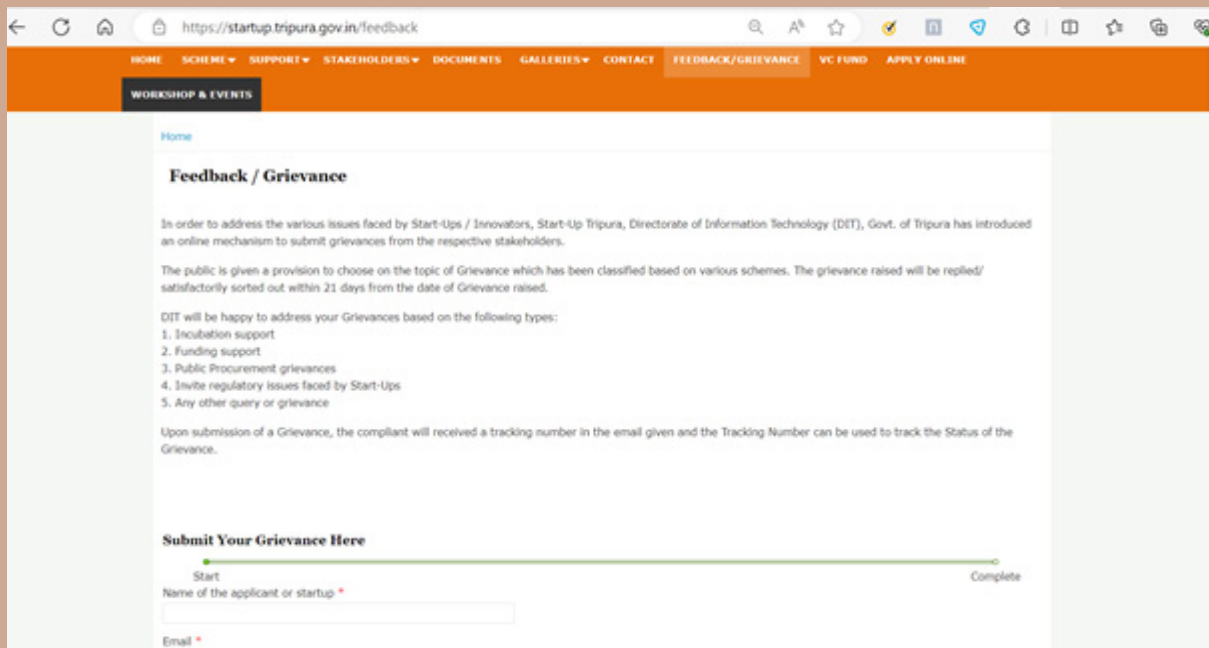 https://startup.tripura.gov.in/feedback
HOME SCHEME SUPPORT STAKEHOLDERS DOCUMENTS GALLERIES CONTACT FEEDBACK/GRIEVANCE VC FUND APPLY ONLINE
WORKSHOP & EVENTS
Home
Feedback / Grievance
In order to address the various issues faced by Start-Ups / Innovators, Start-Up Tripura, Directorate of Information Technology (DIT), Govt. of Tripura has introduced
an online mechanism to submit grievances from the respective stakeholders.
The public is given a provision to choose on the topic of Grievance which has been classified based on various schemes. The grievance raised will be replied/
satisfactorily sorted out within 21 days from the date of Grievance raised.
DIT will be happy to address your Grievances based on the following types:
1. Incubation support
2. Funding support
3. Public Procurement grievances
4. Invite regulatory issues faced by Start-Ups
5. Any other query or grievance
Upon submission of a Grievance, the compliant will received a tracking number in the email given and the Tracking Number can be used to track the Status of the
Grievance.
Submit Your Grievance Here
Start Complete
Name of the applicant or startup *
Email *